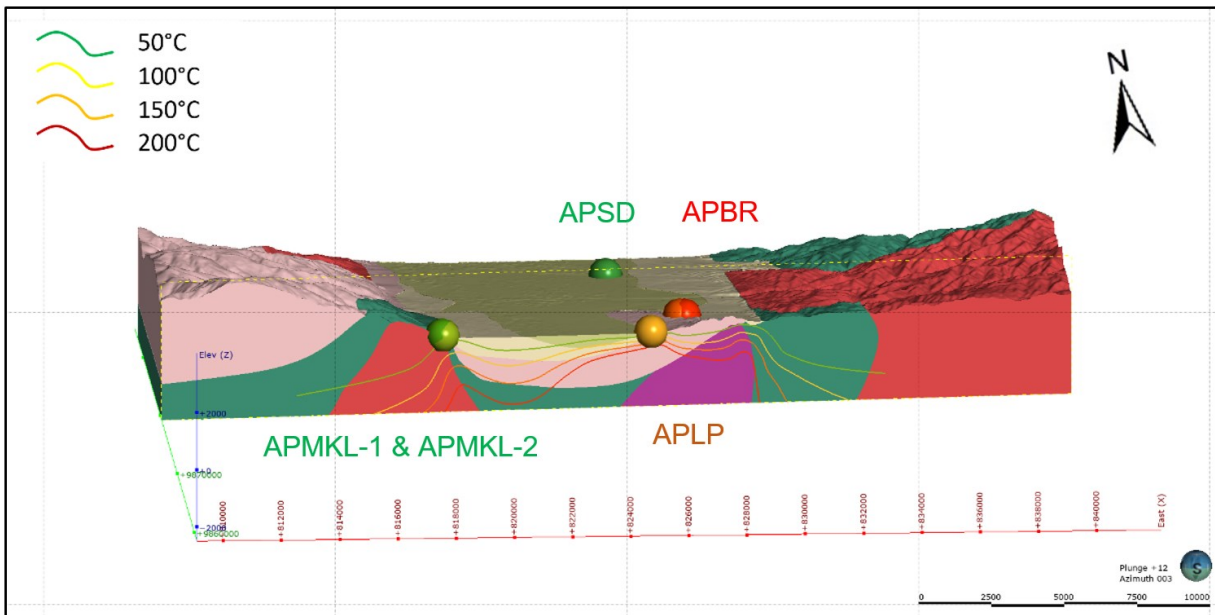 50°C
100°C
150°C
200°C
N
APSD
APBR
Elev (Z)
+2000
+0
-2000
+9870000
+9860000
APMKL-1 & APMKL-2
APLP
+810000
+812000
+814000
+816000
+818000
+820000
+822000
+824000
+826000
+828000
+830000
+832000
+834000
+836000
+838000
+840000
East (X)
Plunge +12
Azimuth 003
S
0 2500 5000 7500 10000